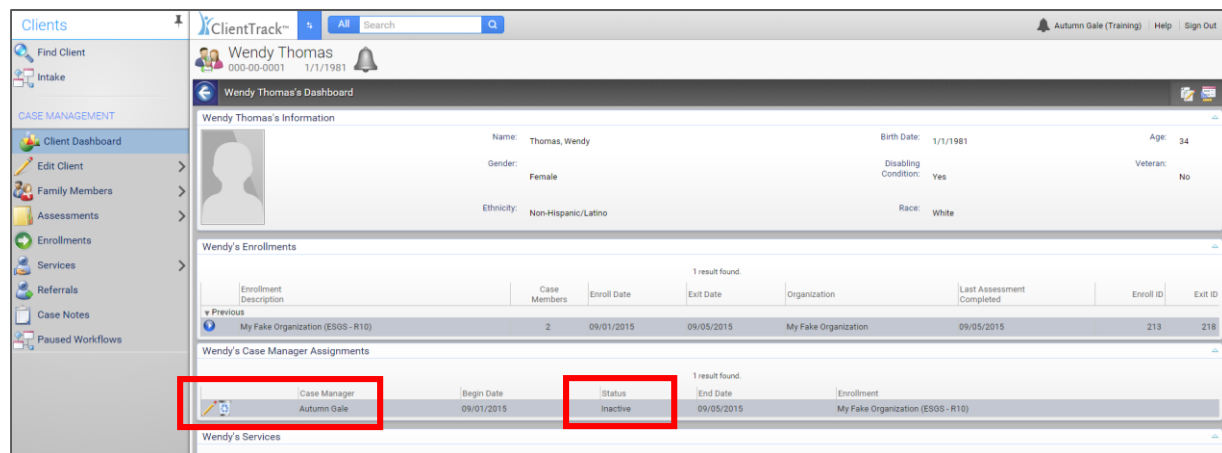 Clients
Find Client
Intake
CASE MANAGEMENT
Client Dashboard
Edit Client
Family Members
Assessments
Enrollments
Services
Referrals
Case Notes
Paused Workflows
ClientTrack™ All Search Autumn Gale (Training) Help Sign Out
Wendy Thomas
000-00-0001 1/1/1981
Wendy Thomas's Dashboard
Wendy Thomas's Information
Name: Thomas, Wendy Birth Date: 1/1/1981 Age: 34
Gender: Female Disabling Condition: Yes Veteran: No
Ethnicity: Non-Hispanic/Latino Race: White
Wendy's Enrollments
1 result found.
Enrollment Description Case Members Enroll Date Exit Date Organization Last Assessment Completed Enroll ID Exit ID
Previous
My Fake Organization (ESGS - R10) 2 09/01/2015 09/05/2015 My Fake Organization 09/05/2015 213 218
Wendy's Case Manager Assignments
1 result found.
Case Manager Begin Date Status End Date Enrollment
Autumn Gale 09/01/2015 Inactive 09/05/2015 My Fake Organization (ESGS - R10)
Wendy's Services